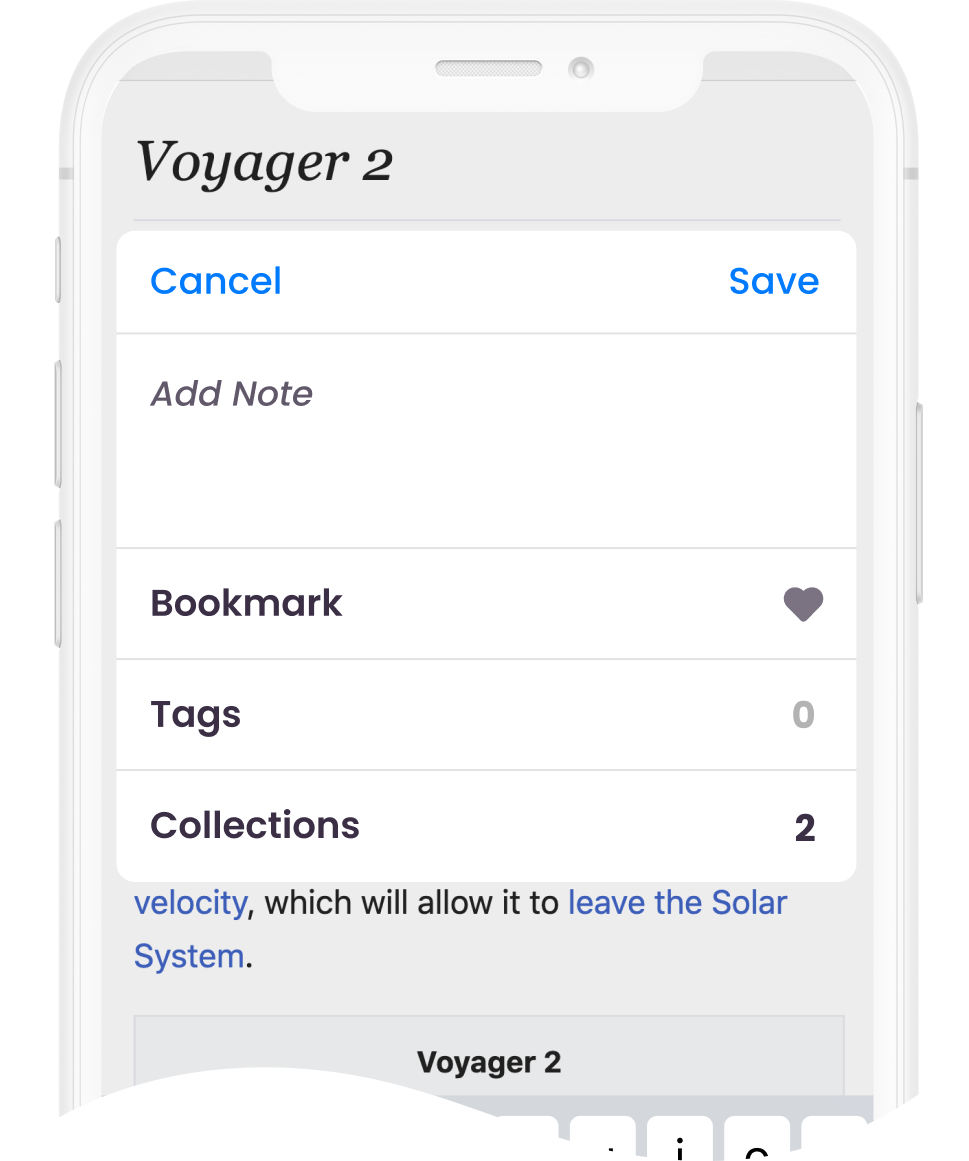 Voyager 2
Cancel Save
Add Note
Bookmark
Tags 0
Collections 2
velocity, which will allow it to leave the Solar
System.
Voyager 2